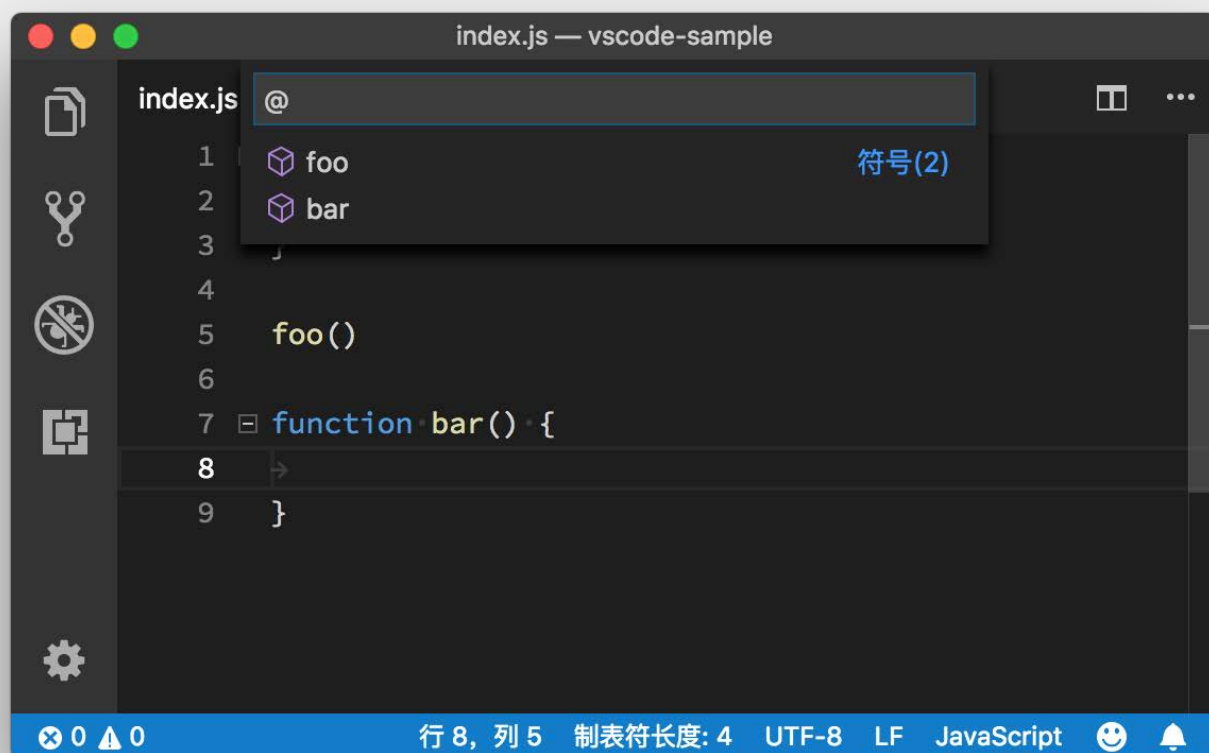 index.js — vscode-sample
index.js
@
foo 符号(2)
bar
1
2
3 }
4
5 foo()
6
7 function bar() {
8
9 }
0 0 行 8，列 5 制表符长度: 4 UTF-8 LF JavaScript